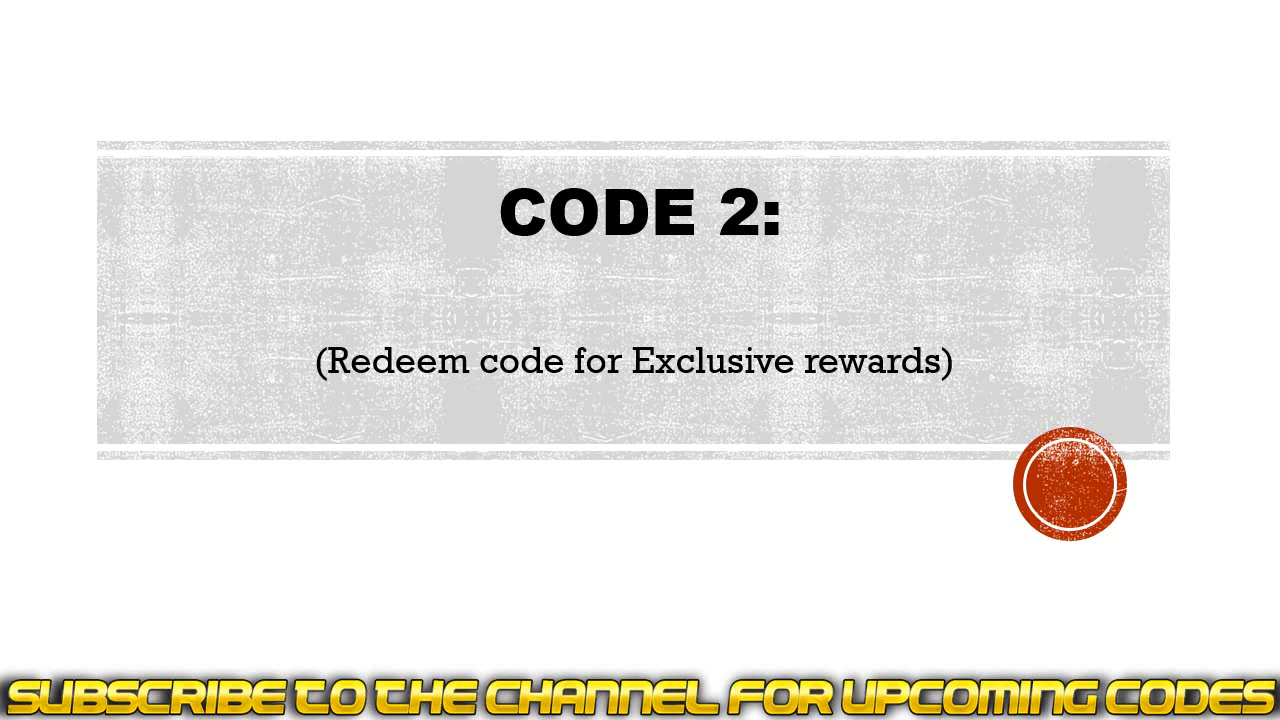 CODE 2:
(Redeem code for Exclusive rewards)
SUBSCRIBE TO THE CHANNEL FOR UPCOMING CODES